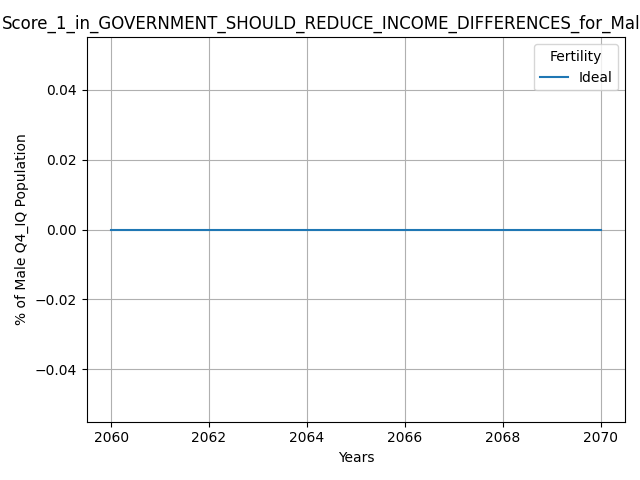 Score_1_in_GOVERNMENT_SHOULD_REDUCE_INCOME_DIFFERENCES_for_Mal
Fertility
Ideal
0.04
0.02
0.00
−0.02
−0.04
% of Male Q4_IQ Population
2060 2062 2064 2066 2068 2070
Years